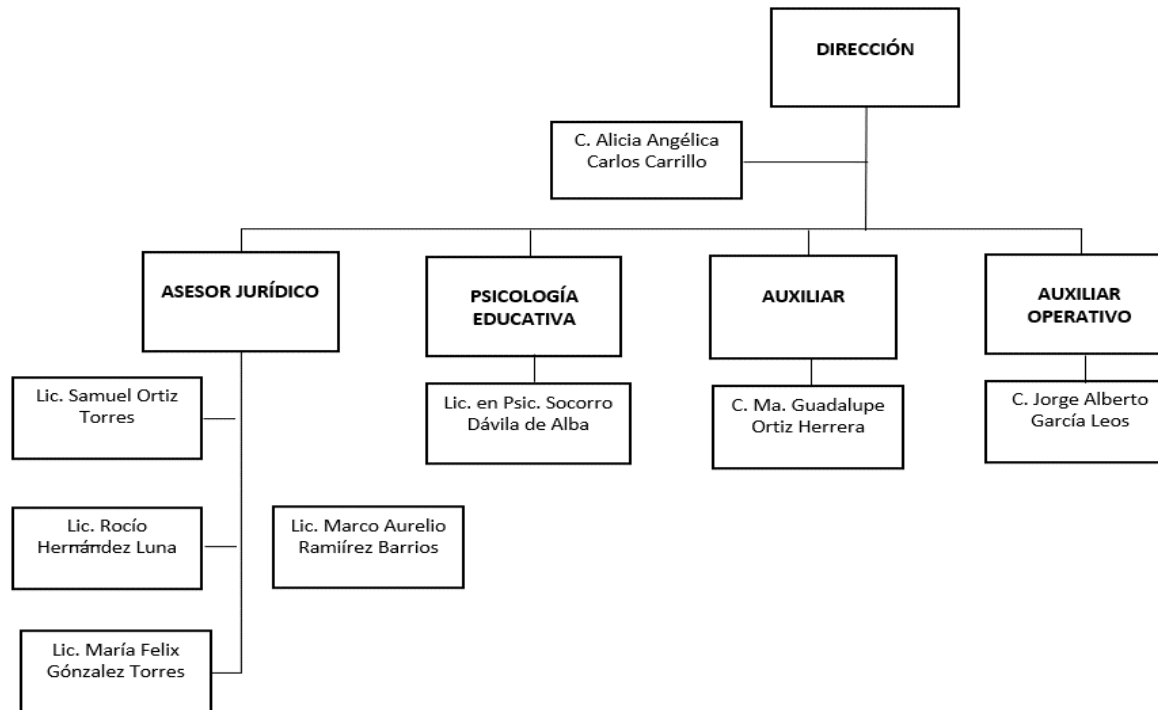 DIRECCIÓN
C. Alicia Angélica
Carlos Carrillo
ASESOR JURÍDICO
PSICOLOGÍA
EDUCATIVA
AUXILIAR
AUXILIAR
OPERATIVO
Lic. Samuel Ortiz
Torres
Lic. en Psic. Socorro
Dávila de Alba
C. Ma. Guadalupe
Ortiz Herrera
C. Jorge Alberto
García Leos
Lic. Rocío
Hernández Luna
Lic. Marco Aurelio
Ramiírez Barrios
Lic. María Felix
Gónzalez Torres